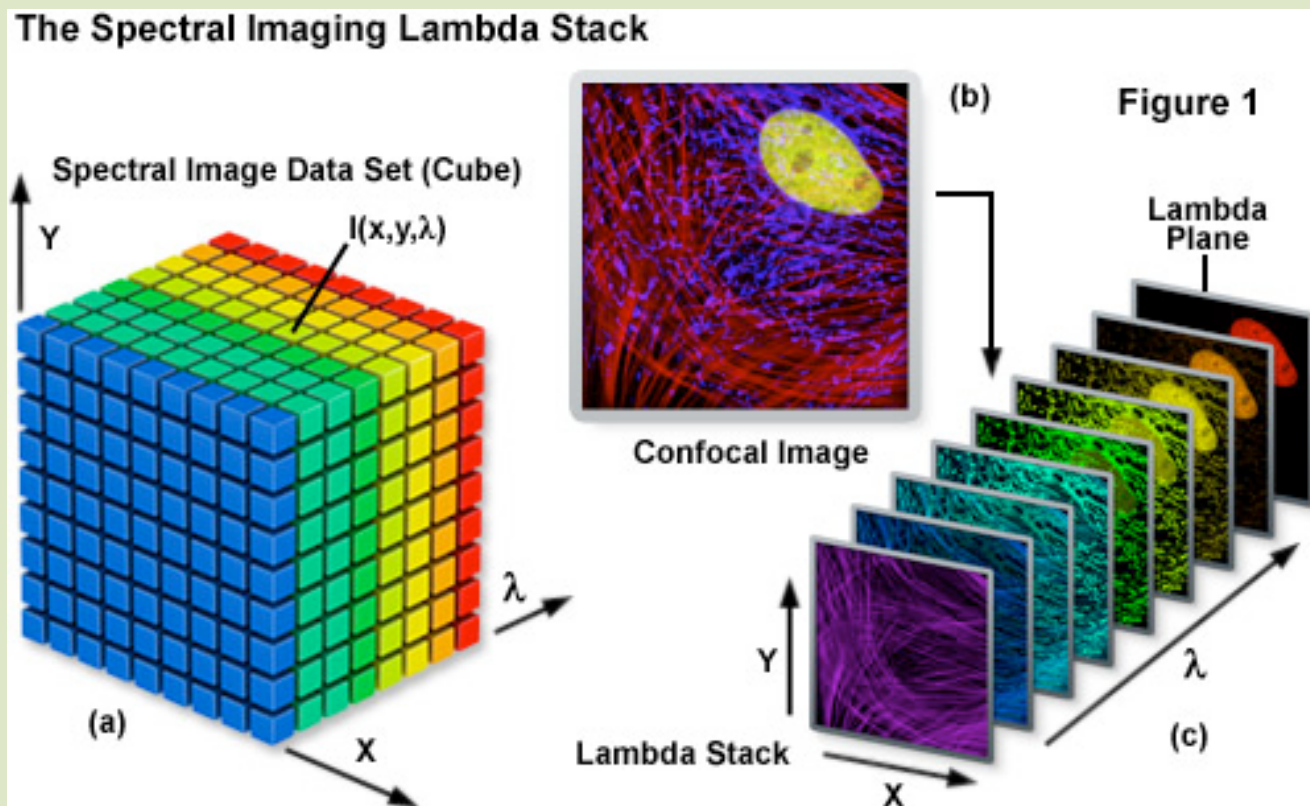 The Spectral Imaging Lambda Stack
(b)
Figure 1
Spectral Image Data Set (Cube)
I(x,y,λ)
Y
Lambda
Plane
Confocal Image
λ
(a)
X
Y
λ
Lambda Stack
X
(c)